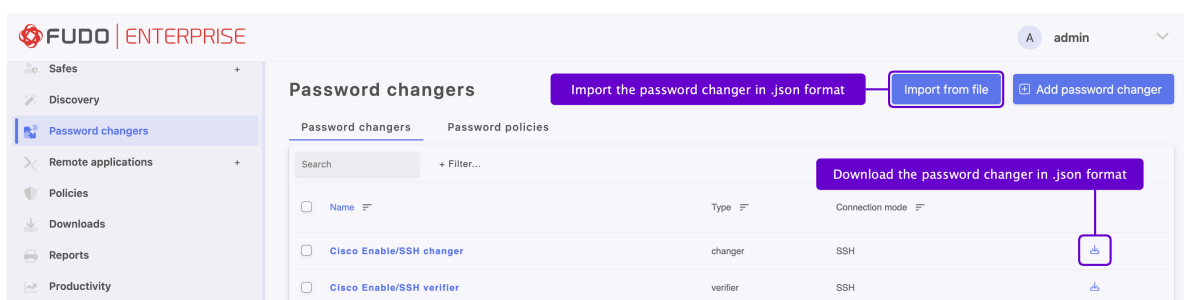 FUDO ENTERPRISE
A admin
Safes +
Discovery
Password changers
Remote applications +
Policies
Downloads
Reports
Productivity
Password changers
Import the password changer in .json format
Import from file
Add password changer
Password changers Password policies
Search + Filter...
Download the password changer in .json format
Name Type Connection mode
Cisco Enable/SSH changer changer SSH
Cisco Enable/SSH verifier verifier SSH